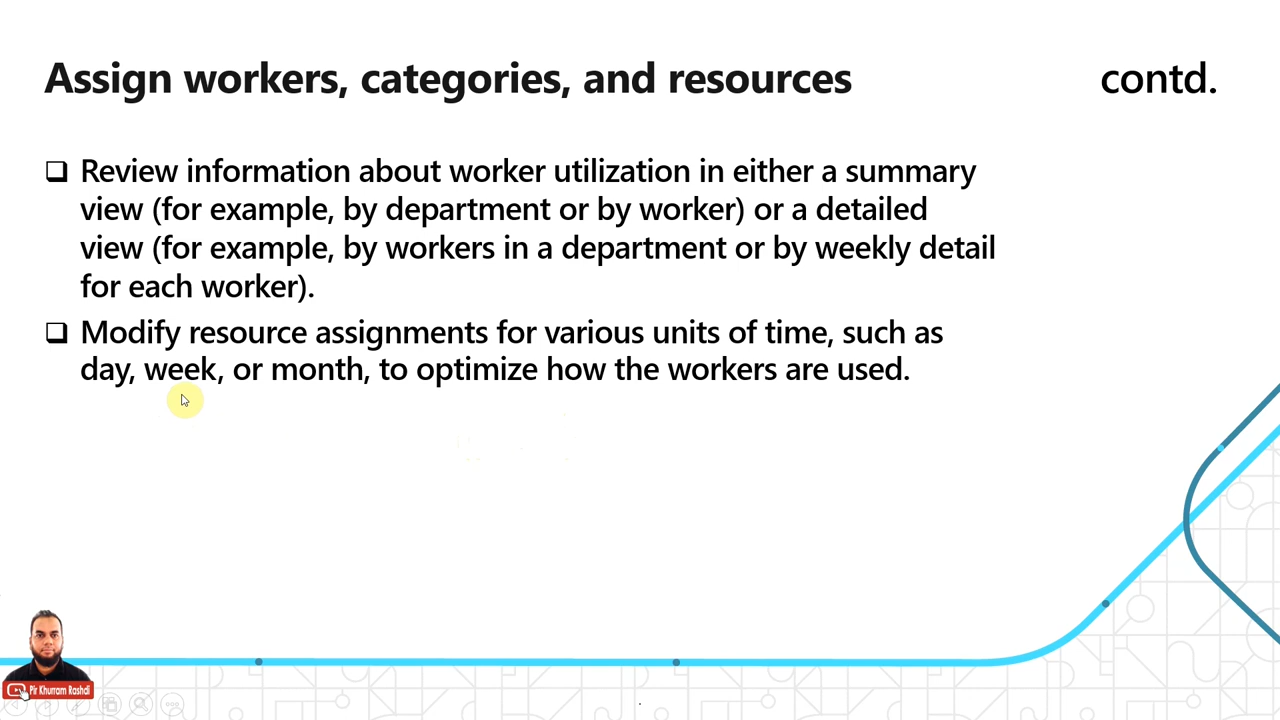 Assign workers, categories, and resources
contd.
Review information about worker utilization in either a summary
view (for example, by department or by worker) or a detailed
view (for example, by workers in a department or by weekly detail
for each worker).
Modify resource assignments for various units of time, such as
day, week, or month, to optimize how the workers are used.
Pir Khurram Rashdi